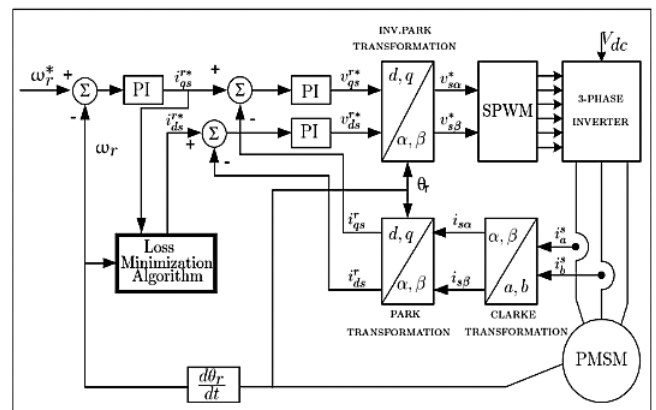 INV.PARK
TRANSFORMATION
V_dc
ω_r^*
+
Σ
-
PI
i_qs^r*
+
Σ
-
PI
v_qs^r*
d, q
α, β
v_sα^*
SPWM
3-PHASE
INVERTER
i_ds^r*
+
Σ
-
PI
v_ds^r*
v_sβ^*
ω_r
θ_r
Loss
Minimization
Algorithm
i_qs^r
d, q
α, β
i_sα
α, β
a, b
i_a^s
i_ds^r
i_sβ
i_b^s
PARK
TRANSFORMATION
CLARKE
TRANSFORMATION
PMSM
dθ_r
dt